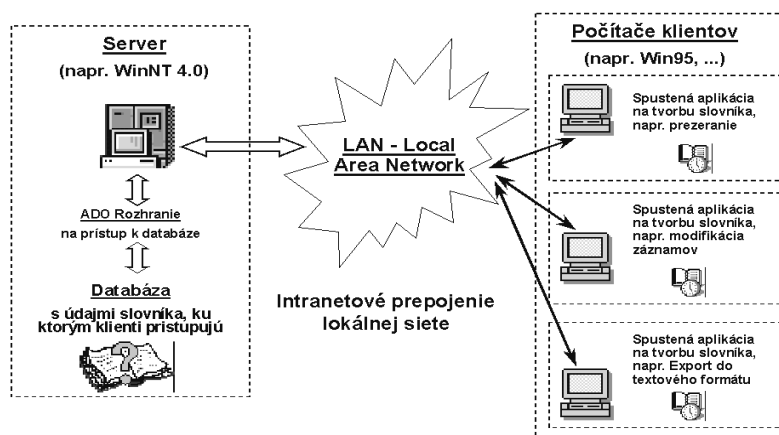 Server
(napr. WinNT 4.0)
ADO Rozhranie
na prístup k databáze
Databáza
s údajmi slovníka, ku
ktorým klienti pristupujú
LAN - Local
Area Network
Intranetové prepojenie
lokálnej siete
Počítače klientov
(napr. Win95, ...)
Spustená aplikácia
na tvorbu slovníka,
napr. prezeranie
Spustená aplikácia
na tvorbu slovníka,
napr. modifikácia
záznamov
Spustená aplikácia
na tvorbu slovníka,
napr. Export do
textového formátu